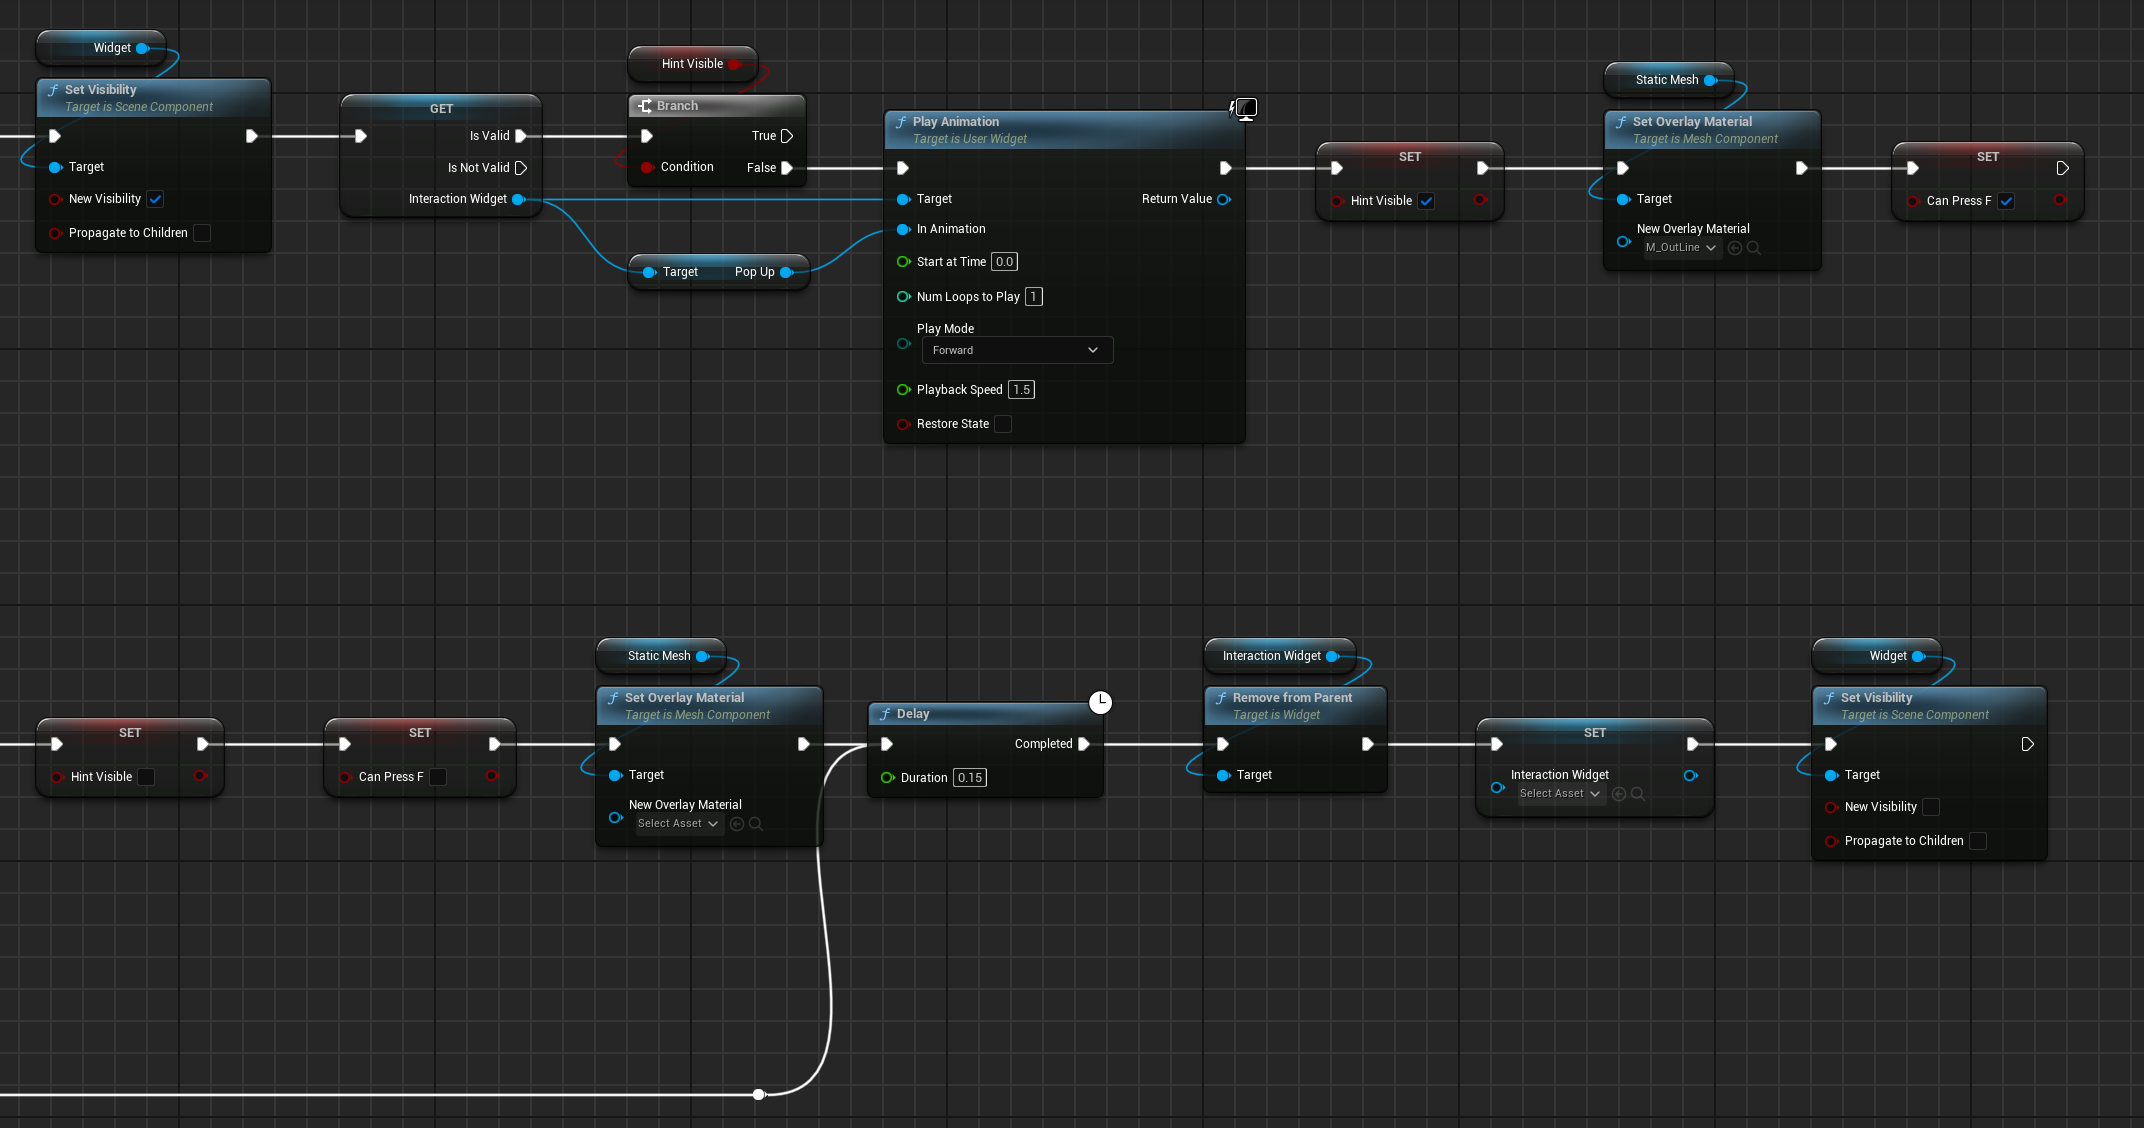 Widget
Set Visibility
Target is Scene Component
Target
New Visibility
Propagate to Children
GET
Is Valid
Is Not Valid
Interaction Widget
Hint Visible
Branch
True
Condition
False
Target Pop Up
Play Animation
Target is User Widget
Target
Return Value
In Animation
Start at Time 0.0
Num Loops to Play 1
Play Mode
Forward
Playback Speed 1.5
Restore State
SET
Hint Visible
Static Mesh
Set Overlay Material
Target is Mesh Component
Target
New Overlay Material
M_OutLine
SET
Can Press F
SET
Hint Visible
SET
Can Press F
Static Mesh
Set Overlay Material
Target is Mesh Component
Target
New Overlay Material
Select Asset
Delay
Completed
Duration 0.15
Interaction Widget
Remove from Parent
Target is Widget
Target
SET
Interaction Widget
Select Asset
Widget
Set Visibility
Target is Scene Component
Target
New Visibility
Propagate to Children